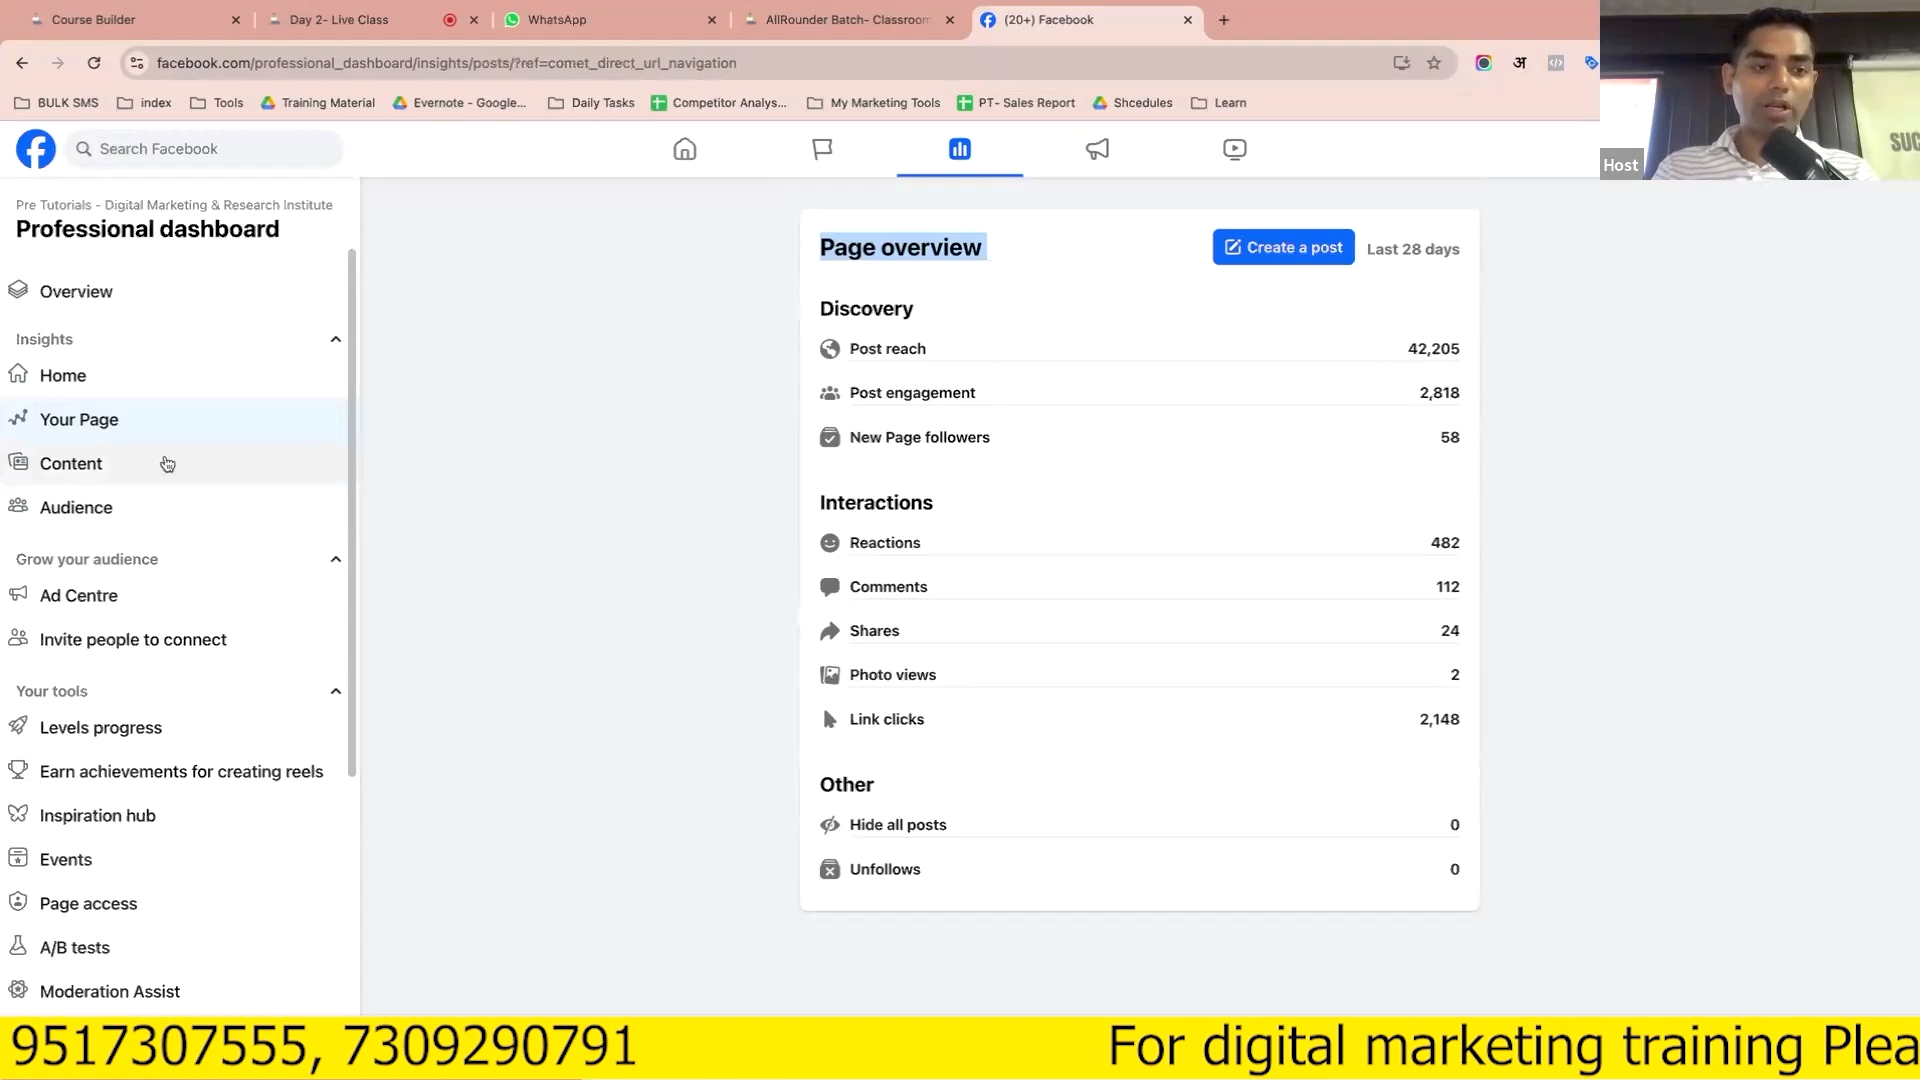 Course Builder
Day 2- Live Class
WhatsApp
AllRounder Batch- Classroom
(20+) Facebook
facebook.com/professional_dashboard/insights/posts/?ref=comet_direct_url_navigation
अ
BULK SMS
index
Tools
Training Material
Evernote - Google...
Daily Tasks
Competitor Analys...
My Marketing Tools
PT- Sales Report
Shcedules
Learn
SUC
Host
Search Facebook
Pre Tutorials - Digital Marketing & Research Institute
Professional dashboard
Overview
Insights
Home
Your Page
Content
Audience
Grow your audience
Ad Centre
Invite people to connect
Your tools
Levels progress
Earn achievements for creating reels
Inspiration hub
Events
Page access
A/B tests
Moderation Assist
Page overview
Create a post
Last 28 days
Discovery
Post reach 42,205
Post engagement 2,818
New Page followers 58
Interactions
Reactions 482
Comments 112
Shares 24
Photo views 2
Link clicks 2,148
Other
Hide all posts 0
Unfollows 0
9517307555, 7309290791 For digital marketing training Plea